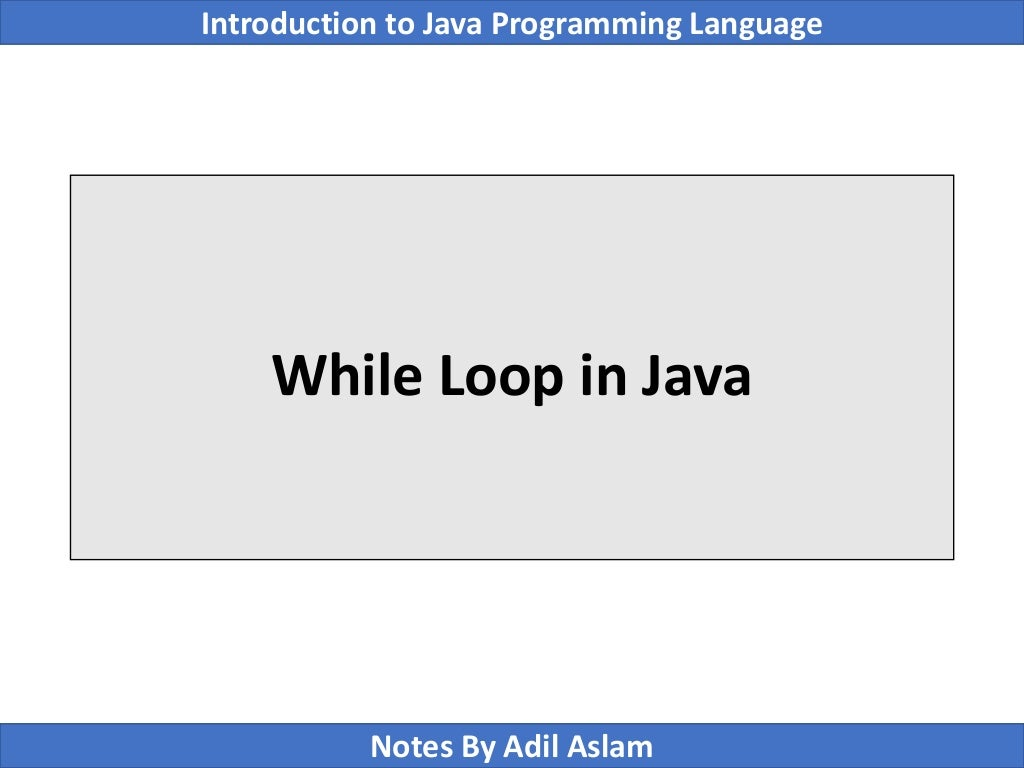 Introduction to Java Programming Language
While Loop in Java
Notes By Adil Aslam